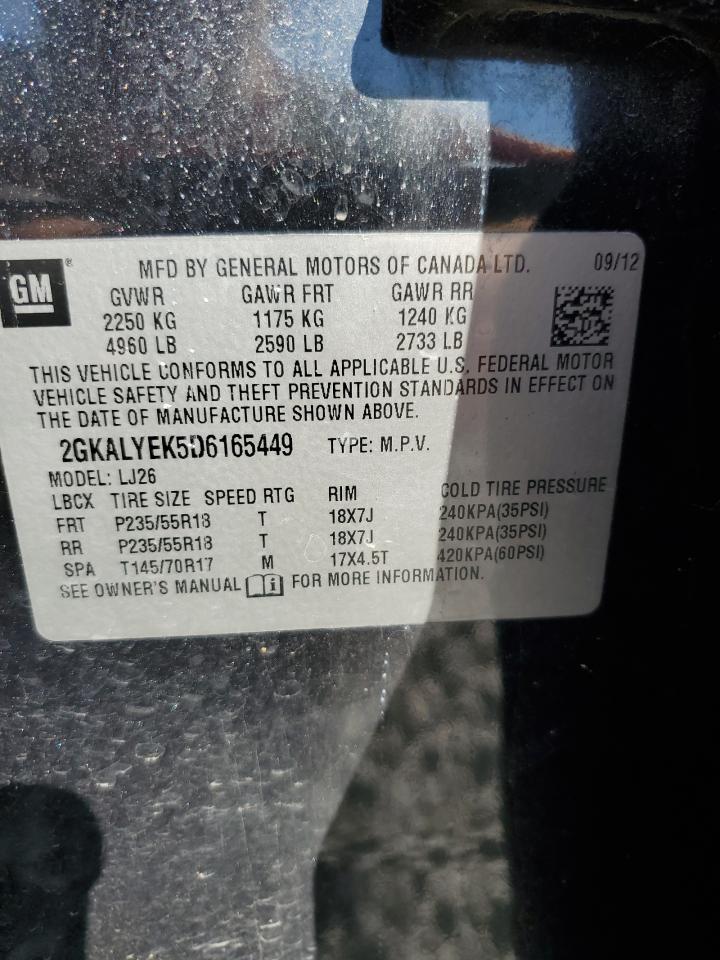 GM® MFD BY GENERAL MOTORS OF CANADA LTD. 09/12
GVWR GAWR FRT GAWR RR
2250 KG 1175 KG 1240 KG
4960 LB 2590 LB 2733 LB
THIS VEHICLE CONFORMS TO ALL APPLICABLE U.S. FEDERAL MOTOR
VEHICLE SAFETY AND THEFT PREVENTION STANDARDS IN EFFECT ON
THE DATE OF MANUFACTURE SHOWN ABOVE.
2GKALYEK5D6165449 TYPE: M.P.V.
MODEL: LJ26
LBCX TIRE SIZE SPEED RTG RIM COLD TIRE PRESSURE
FRT P235/55R18 T 18X7J 240KPA(35PSI)
RR P235/55R18 T 18X7J 240KPA(35PSI)
SPA T145/70R17 M 17X4.5T 420KPA(60PSI)
SEE OWNER'S MANUAL i FOR MORE INFORMATION.